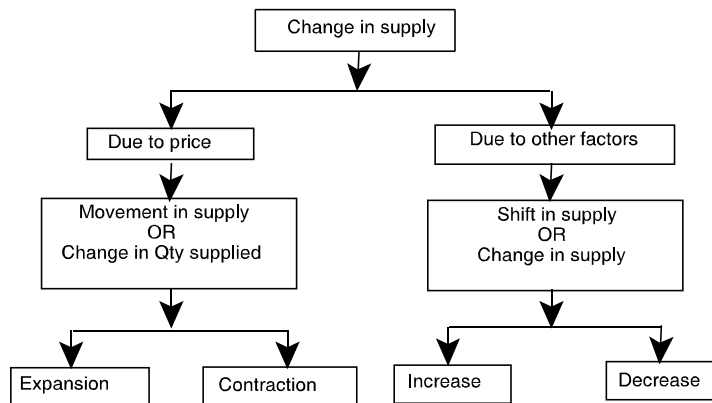 Change in supply
Due to price
Due to other factors
Movement in supply
OR
Change in Qty supplied
Shift in supply
OR
Change in supply
Expansion
Contraction
Increase
Decrease